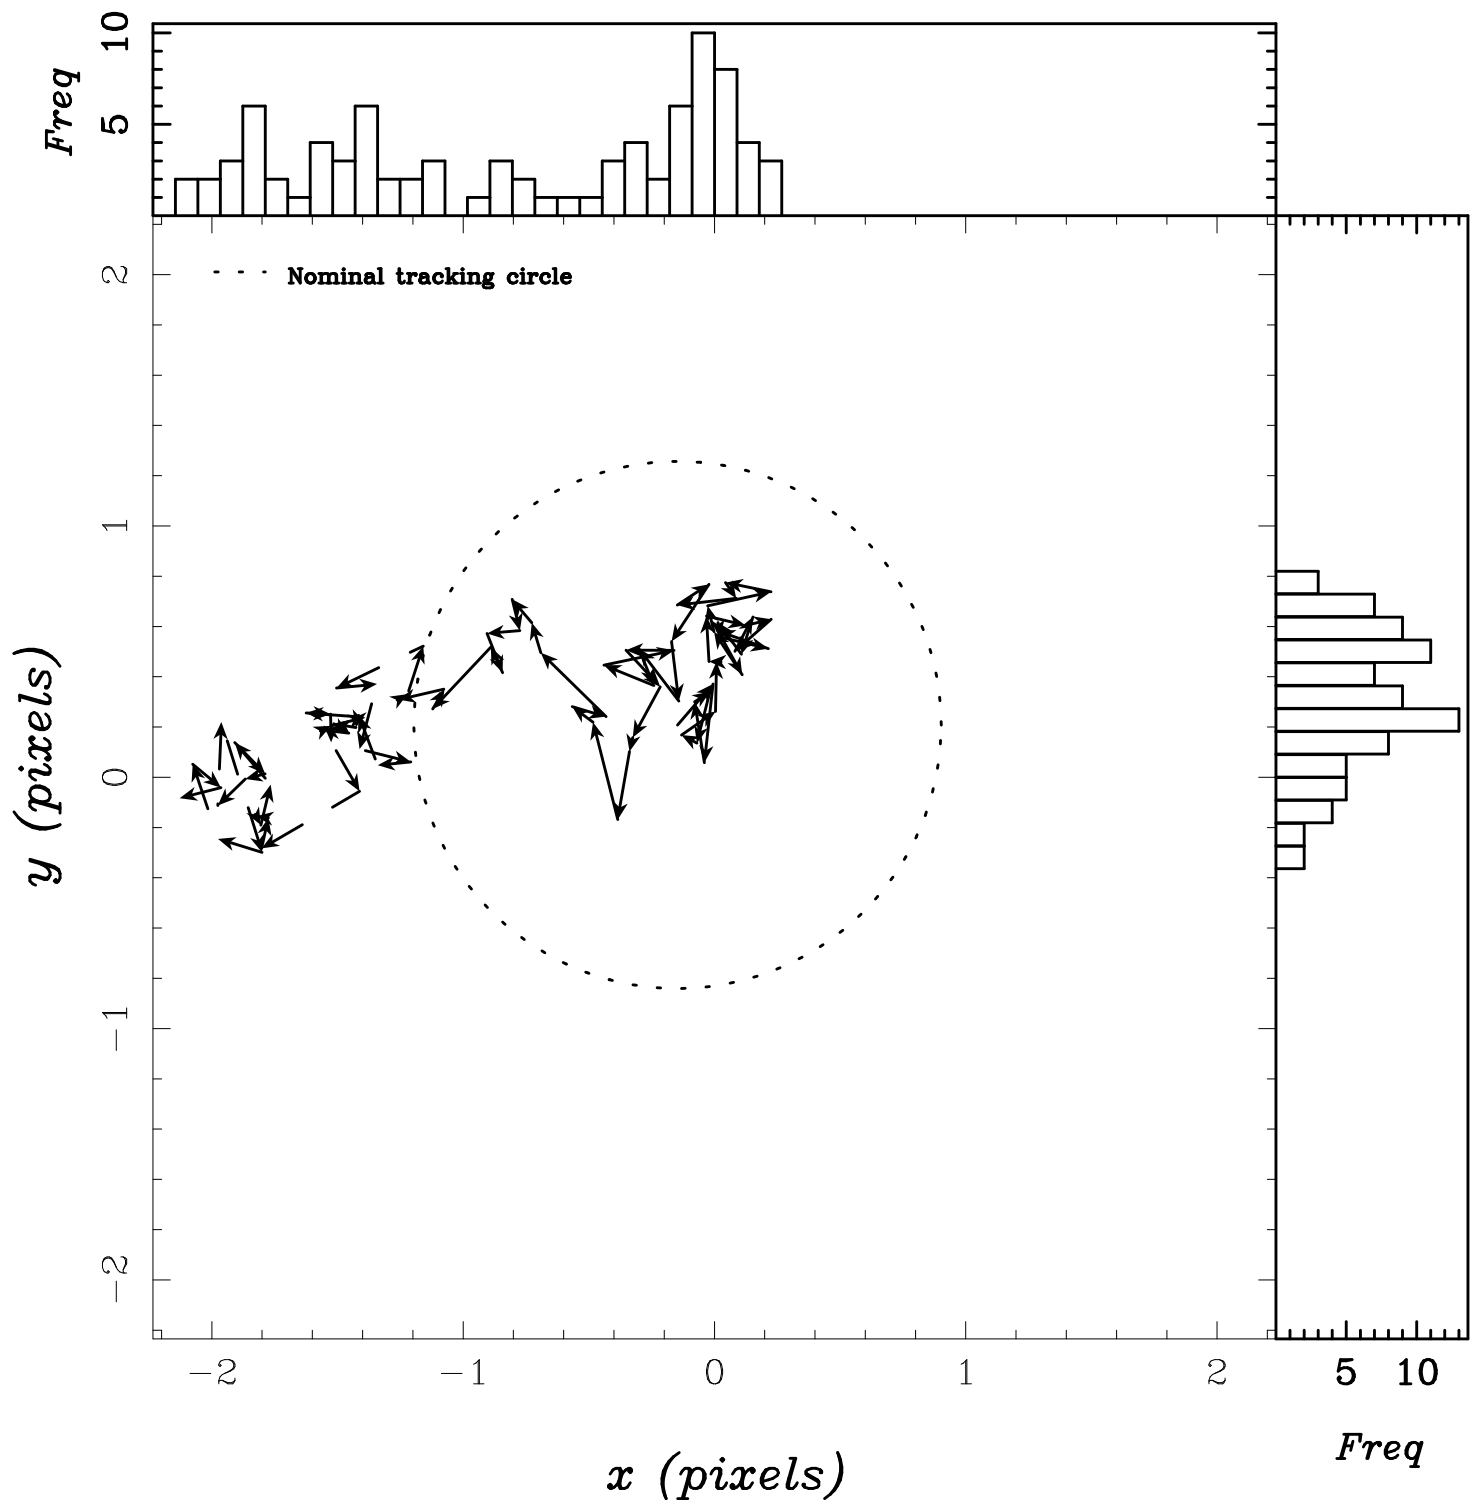 10
5
Freq
Nominal tracking circle
2
1
0
−1
−2
y (pixels)
−2 −1 0 1 2
5 10
Freq
x (pixels)